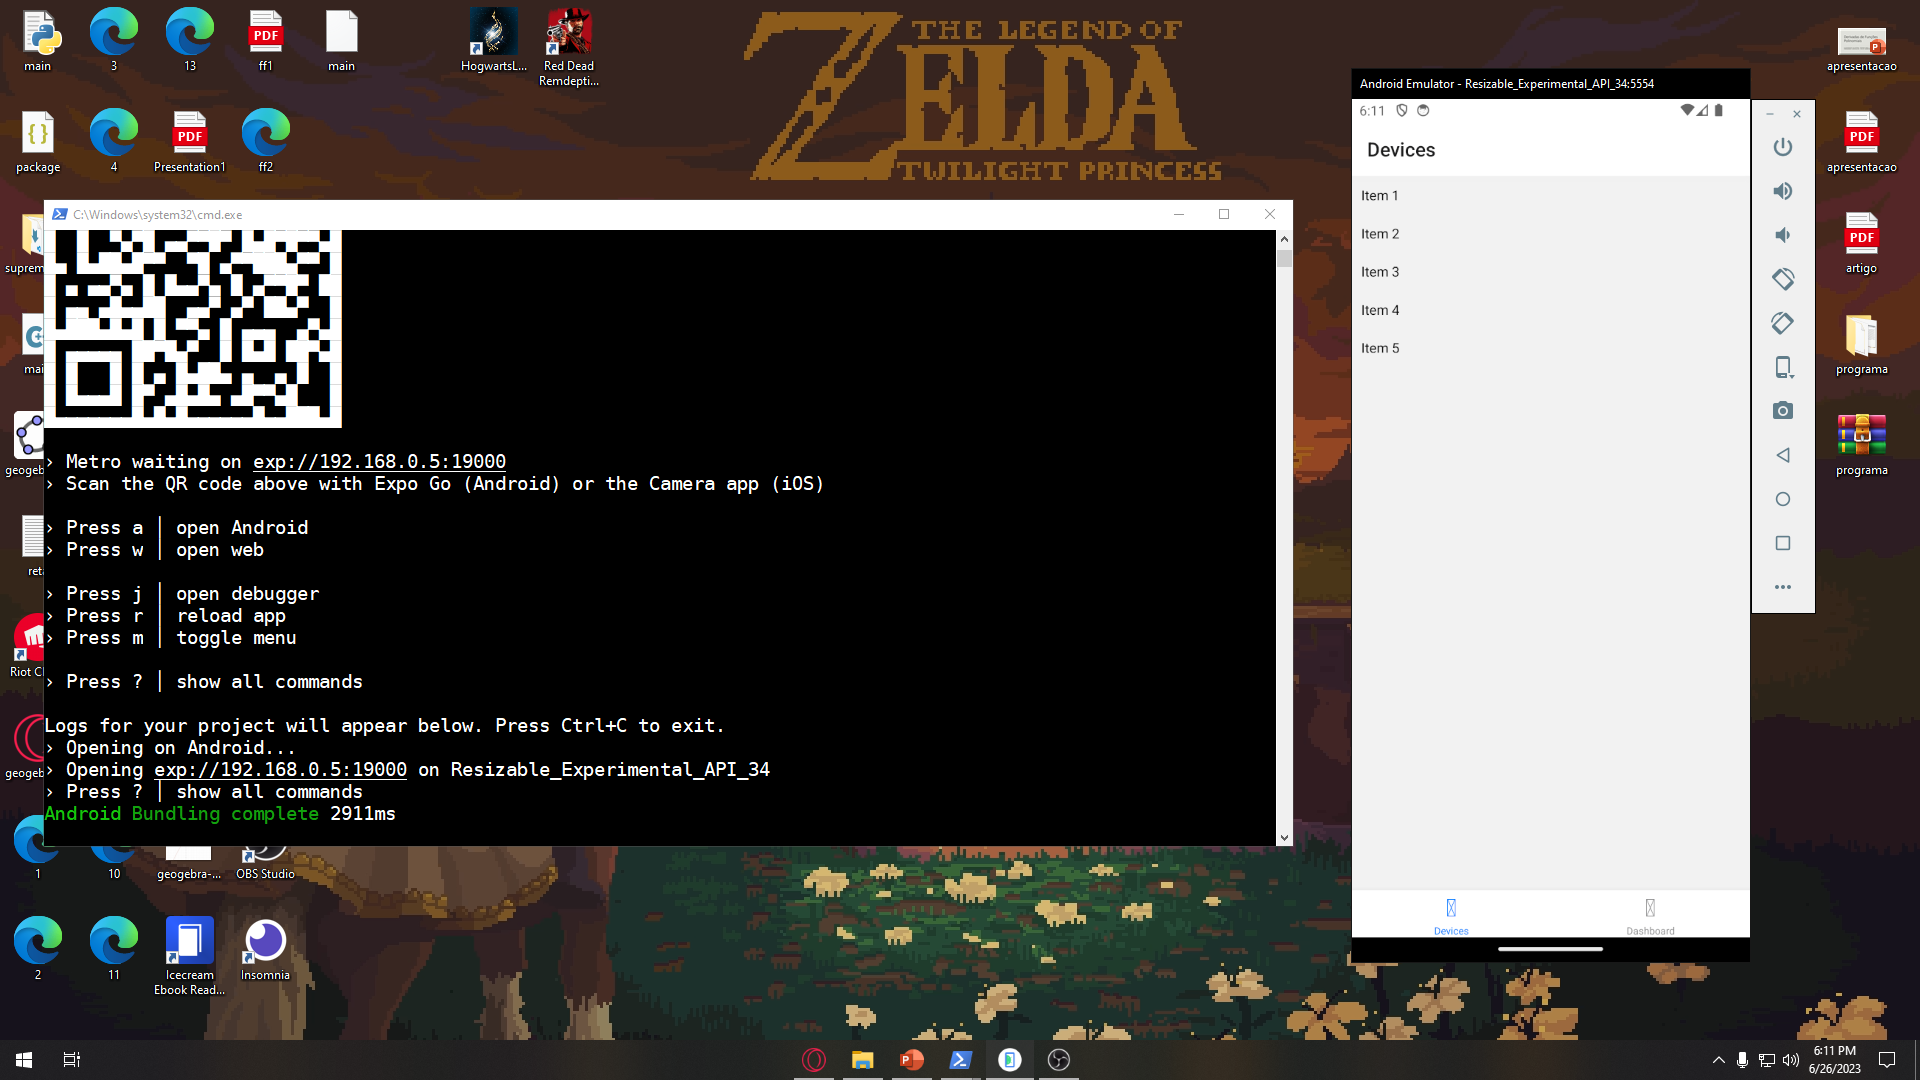 main
3
13
ff1
main
HogwartsL...
Red Dead
Remdepti...
THE LEGEND OF
ZELDA
TWILIGHT PRINCESS
apresentacao
package
4
Presentation1
ff2
apresentacao
suprem
artigo
mai
programa
geogeb
programa
reta
Riot Cl
geogeb
1
10
geogebra-...
OBS Studio
2
11
Icecream
Ebook Read...
Insomnia
C:\Windows\system32\cmd.exe
› Metro waiting on exp://192.168.0.5:19000
› Scan the QR code above with Expo Go (Android) or the Camera app (iOS)
› Press a │ open Android
› Press w │ open web
› Press j │ open debugger
› Press r │ reload app
› Press m │ toggle menu
› Press ? │ show all commands
Logs for your project will appear below. Press Ctrl+C to exit.
› Opening on Android...
› Opening exp://192.168.0.5:19000 on Resizable_Experimental_API_34
› Press ? │ show all commands
Android Bundling complete 2911ms
Android Emulator - Resizable_Experimental_API_34:5554
6:11
Devices
Item 1
Item 2
Item 3
Item 4
Item 5
Devices
Dashboard
6:11 PM
6/26/2023